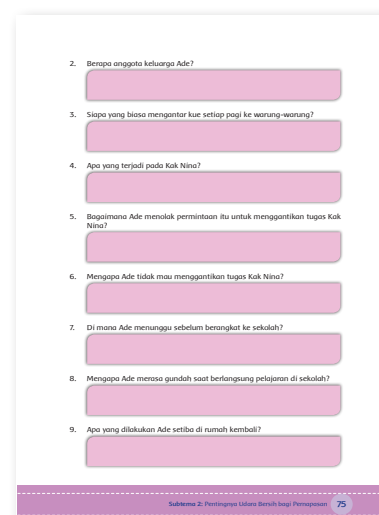 2. Berapa anggota keluarga Ade?
3. Siapa yang biasa mengantar kue setiap pagi ke warung-warung?
4. Apa yang terjadi pada Kak Nina?
5. Bagaimana Ade menolak permintaan itu untuk menggantikan tugas Kak
Nina?
6. Mengapa Ade tidak mau menggantikan tugas Kak Nina?
7. Di mana Ade menunggu sebelum berangkat ke sekolah?
8. Mengapa Ade merasa gundah saat berlangsung pelajaran di sekolah?
9. Apa yang dilakukan Ade setiba di rumah kembali?
Subtema 2: Pentingnya Udara Bersih bagi Pernapasan 75